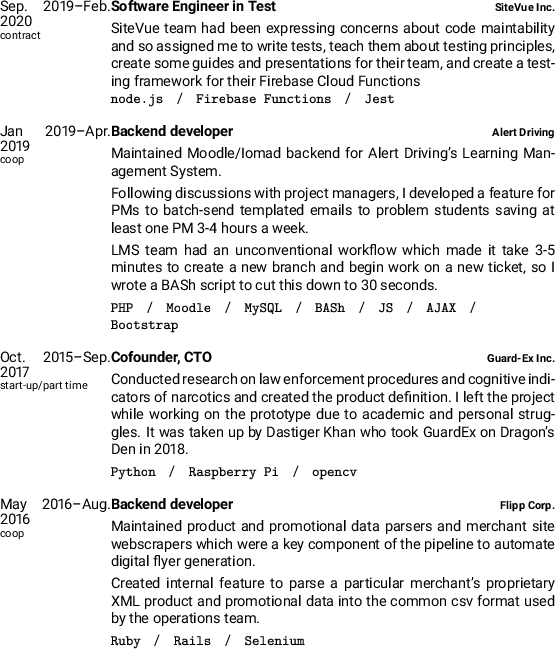 Sep. 2019–Feb. Software Engineer in Test SiteVue Inc.
2020
contract
SiteVue team had been expressing concerns about code maintability
and so assigned me to write tests, teach them about testing principles,
create some guides and presentations for their team, and create a test-
ing framework for their Firebase Cloud Functions
node.js / Firebase Functions / Jest
Jan 2019–Apr. Backend developer Alert Driving
2019
coop
Maintained Moodle/Iomad backend for Alert Driving's Learning Man-
agement System.
Following discussions with project managers, I developed a feature for
PMs to batch-send templated emails to problem students saving at
least one PM 3-4 hours a week.
LMS team had an unconventional workflow which made it take 3-5
minutes to create a new branch and begin work on a new ticket, so I
wrote a BASh script to cut this down to 30 seconds.
PHP / Moodle / MySQL / BASh / JS / AJAX /
Bootstrap
Oct. 2015–Sep. Cofounder, CTO Guard-Ex Inc.
2017
start-up/part time
Conducted research on law enforcement procedures and cognitive indi-
cators of narcotics and created the product definition. I left the project
while working on the prototype due to academic and personal strug-
gles. It was taken up by Dastiger Khan who took GuardEx on Dragon's
Den in 2018.
Python / Raspberry Pi / opencv
May 2016–Aug. Backend developer Flipp Corp.
2016
coop
Maintained product and promotional data parsers and merchant site
webscrapers which were a key component of the pipeline to automate
digital flyer generation.
Created internal feature to parse a particular merchant's proprietary
XML product and promotional data into the common csv format used
by the operations team.
Ruby / Rails / Selenium